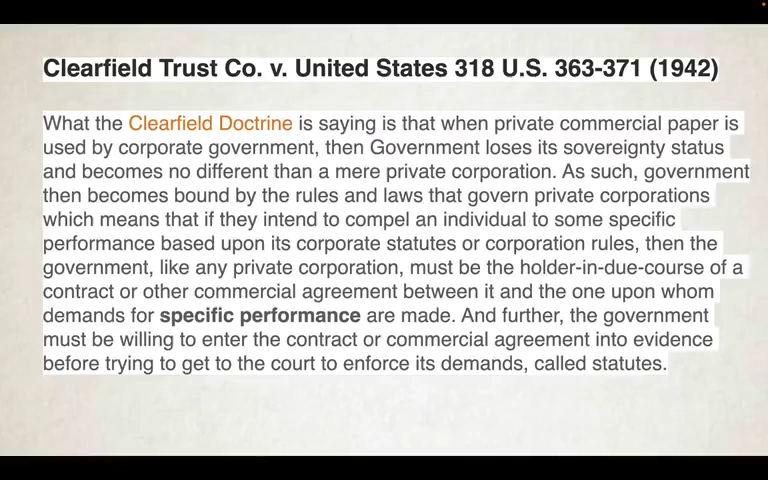 Clearfield Trust Co. v. United States 318 U.S. 363-371 (1942)
What the Clearfield Doctrine is saying is that when private commercial paper is
used by corporate government, then Government loses its sovereignty status
and becomes no different than a mere private corporation. As such, government
then becomes bound by the rules and laws that govern private corporations
which means that if they intend to compel an individual to some specific
performance based upon its corporate statutes or corporation rules, then the
government, like any private corporation, must be the holder-in-due-course of a
contract or other commercial agreement between it and the one upon whom
demands for specific performance are made. And further, the government
must be willing to enter the contract or commercial agreement into evidence
before trying to get to the court to enforce its demands, called statutes.